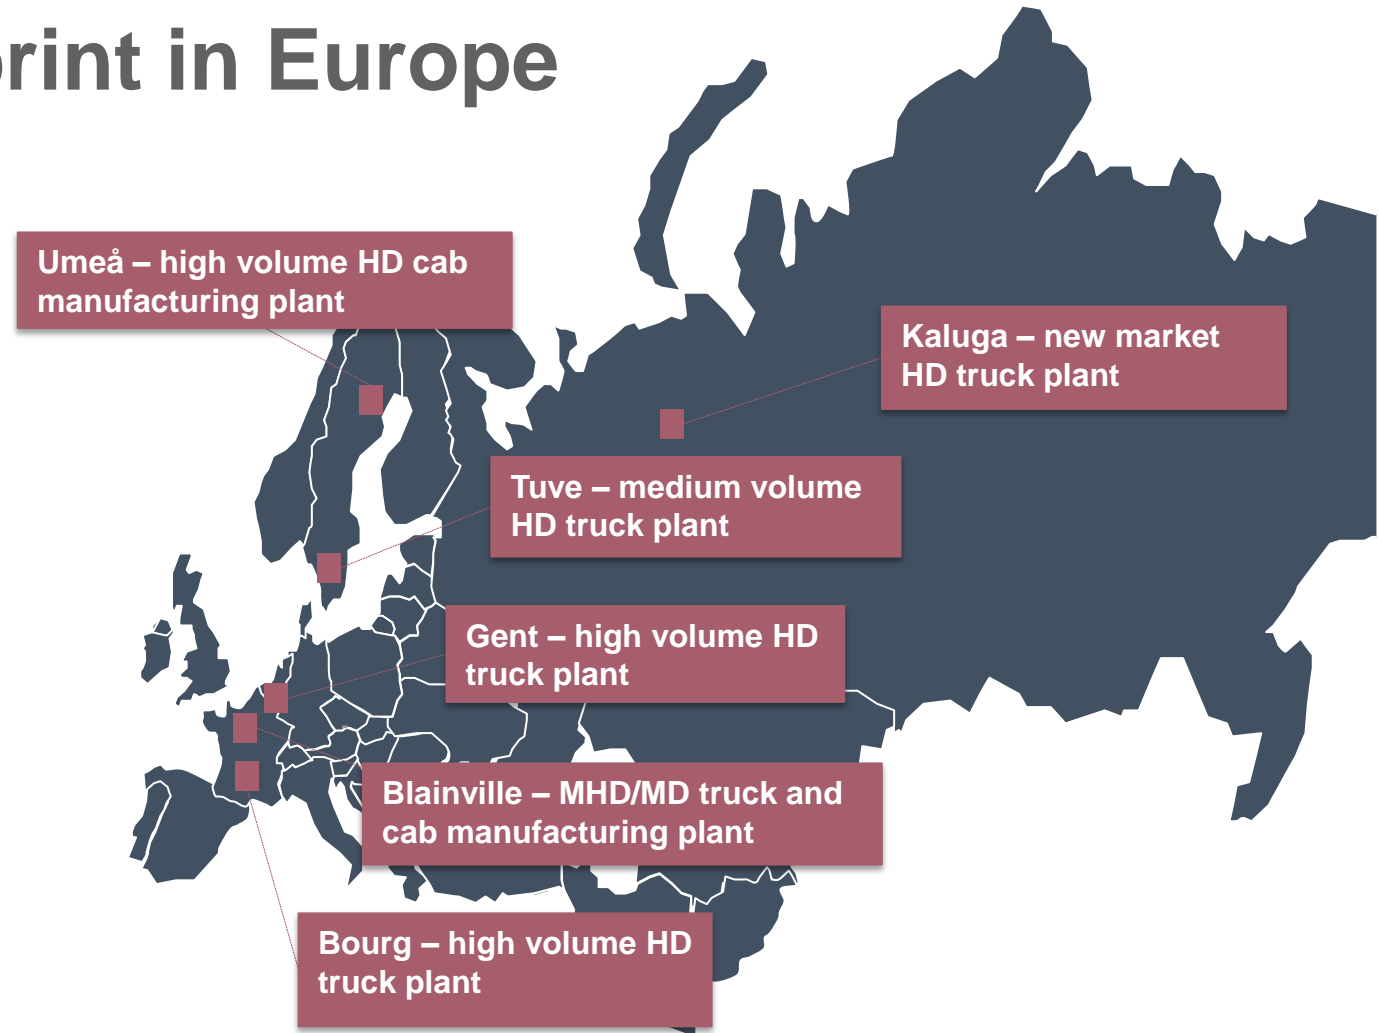 print in Europe
Umeå – high volume HD cab
manufacturing plant
Kaluga – new market
HD truck plant
Tuve – medium volume
HD truck plant
Gent – high volume HD
truck plant
Blainville – MHD/MD truck and
cab manufacturing plant
Bourg – high volume HD
truck plant